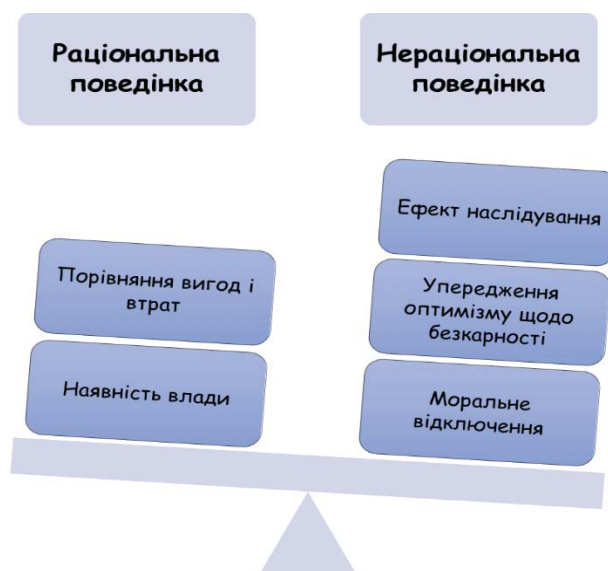 Раціональна
поведінка
Нераціональна
поведінка
Порівняння вигод і
втрат
Наявність влади
Ефект наслідування
Упередження
оптимізму щодо
безкарності
Моральне
відключення